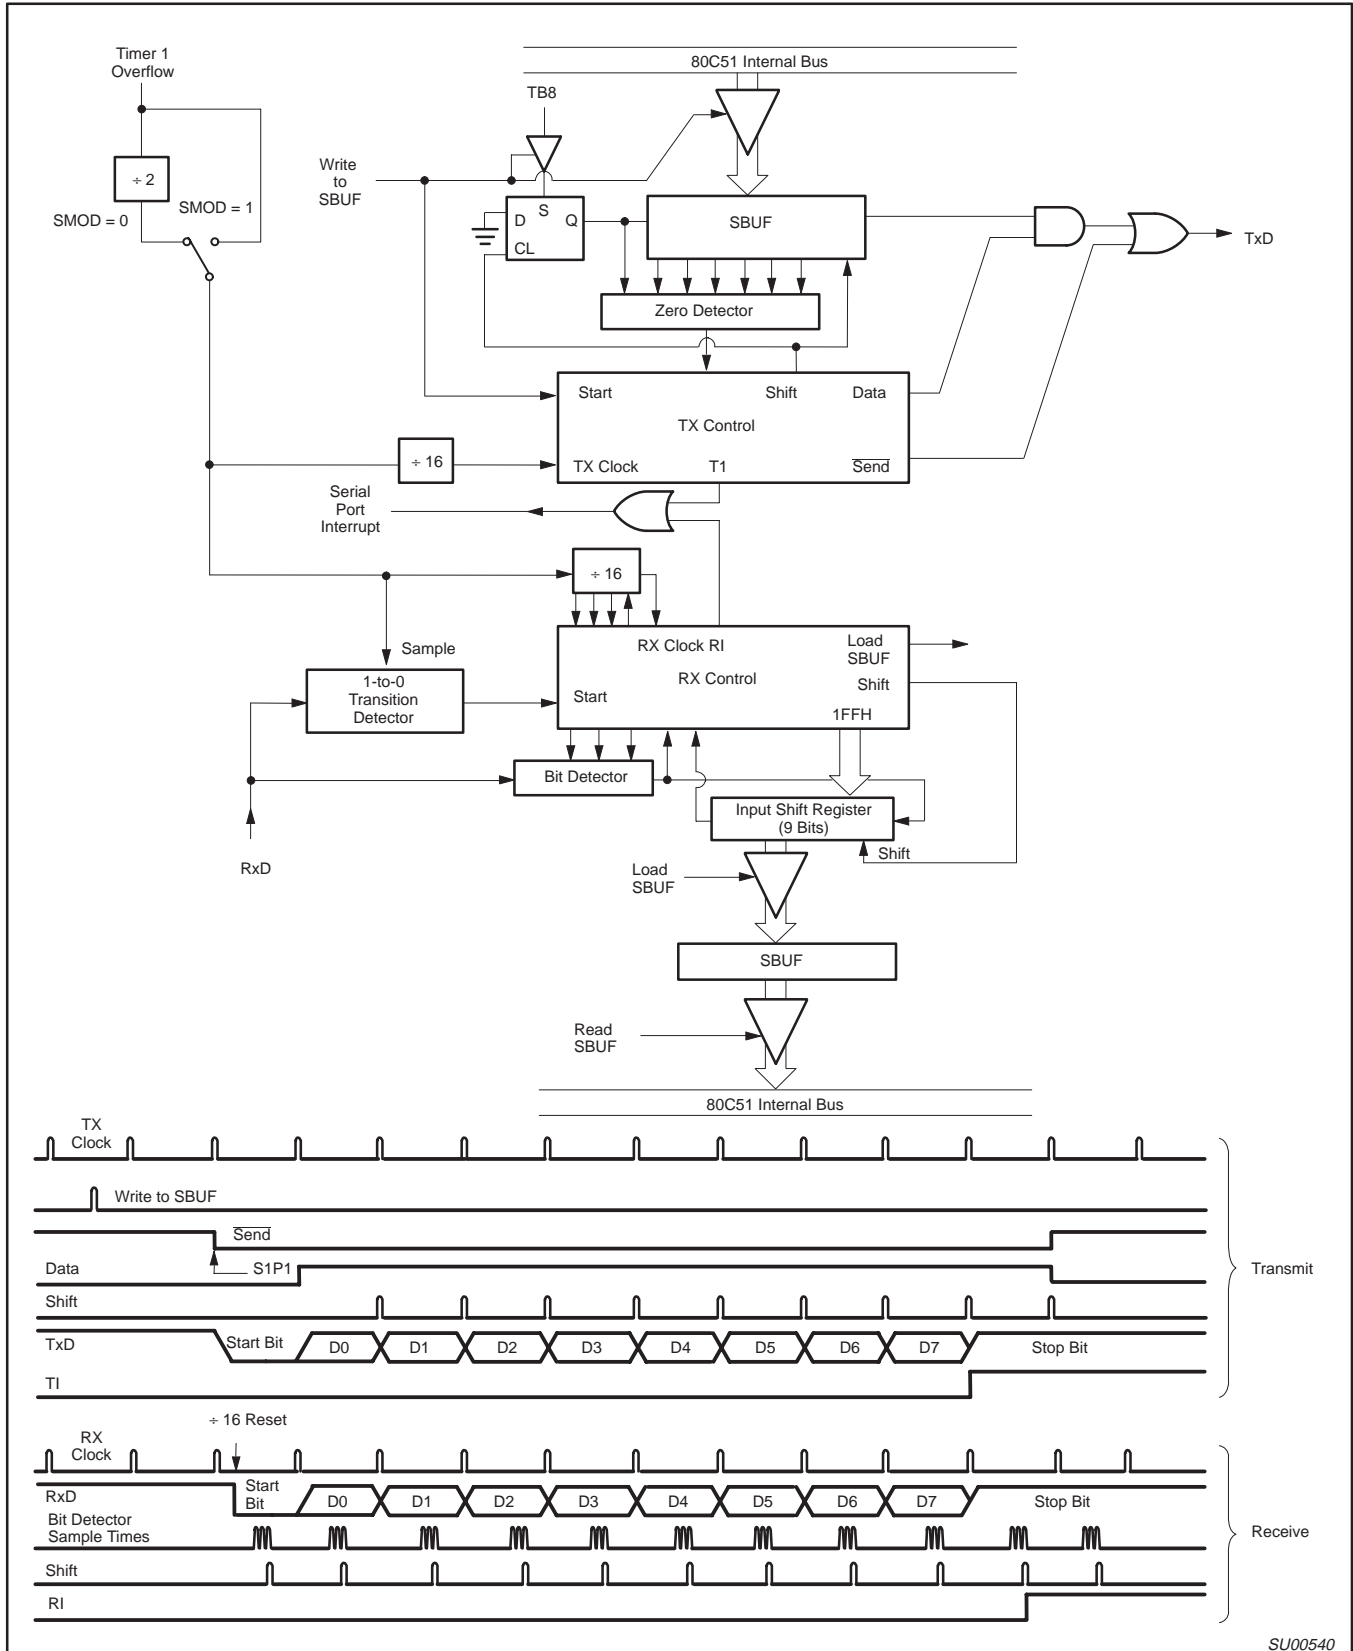 Timer 1
Overflow
80C51 Internal Bus
TB8
÷ 2
Write
to
SBUF
SMOD = 0
SMOD = 1
S
D
Q
CL
SBUF
TxD
Zero Detector
Start
Shift
Data
TX Control
÷ 16
TX Clock
T1
Send
Serial
Port
Interrupt
÷ 16
Sample
RX Clock RI
Load
SBUF
RX Control
Shift
Start
1FFH
1-to-0
Transition
Detector
Bit Detector
Input Shift Register
(9 Bits)
Shift
RxD
Load
SBUF
SBUF
Read
SBUF
80C51 Internal Bus
TX
Clock
Write to SBUF
Send
S1P1
Data
Shift
TxD
Start Bit
D0
D1
D2
D3
D4
D5
D6
D7
Stop Bit
TI
Transmit
÷ 16 Reset
RX
Clock
RxD
Start
Bit
D0
D1
D2
D3
D4
D5
D6
D7
Stop Bit
Bit Detector
Sample Times
Shift
RI
Receive
SU00540